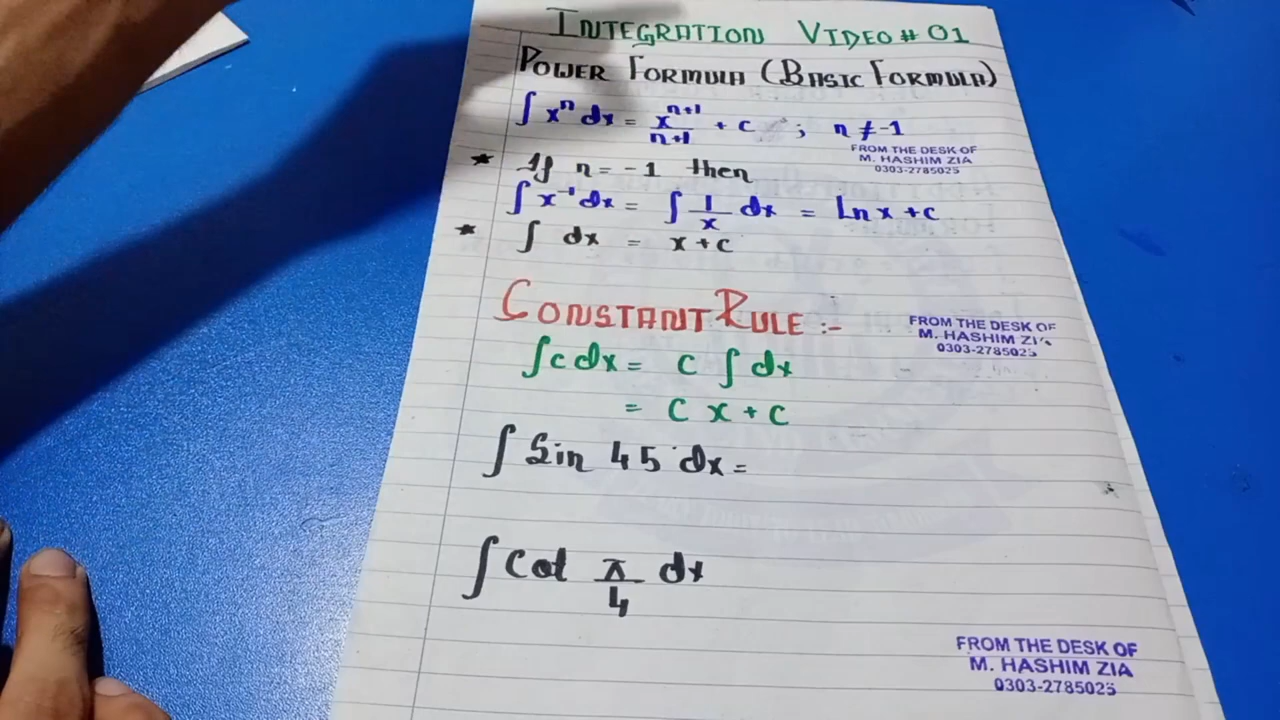 INTEGRATION VIDEO # 01
POWER FORMULA (BASIC FORMULA)
∫ xⁿ dx = xⁿ⁺¹/n+1 + c ; n ≠ -1
FROM THE DESK OF
M. HASHIM ZIA
0303-2785025
* If n = -1 then
∫ x⁻¹ dx = ∫ 1/x dx = ln x + c
* ∫ dx = x + c
CONSTANT RULE :-
FROM THE DESK OF
M. HASHIM ZIA
0303-2785025
∫ c dx = c ∫ dx
= c x + c
∫ Sin 45 dx =
∫ Cot π/4 dx
FROM THE DESK OF
M. HASHIM ZIA
0303-2785025